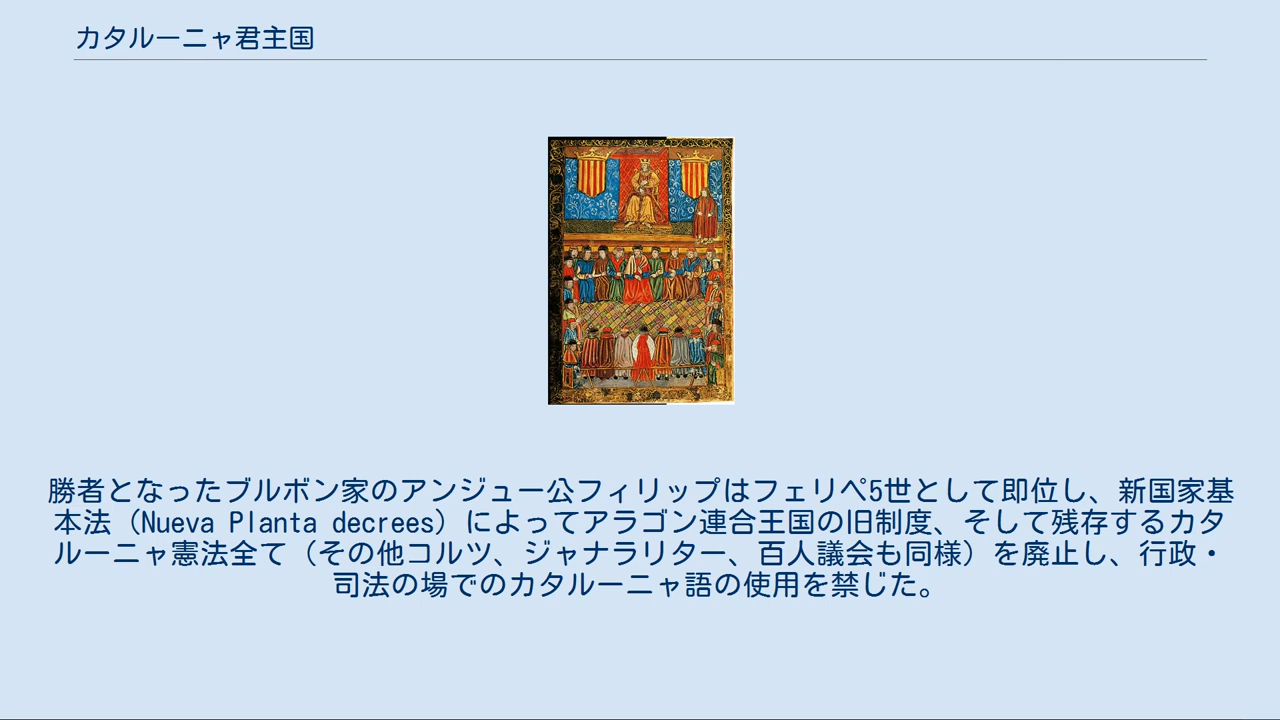 カタルーニャ君主国
勝者となったブルボン家のアンジュー公フィリップはフェリペ5世として即位し、新国家基
本法（Nueva Planta decrees）によってアラゴン連合王国の旧制度、そして残存するカタ
ルーニャ憲法全て（その他コルツ、ジャナラリター、百人議会も同様）を廃止し、行政・
司法の場でのカタルーニャ語の使用を禁じた。